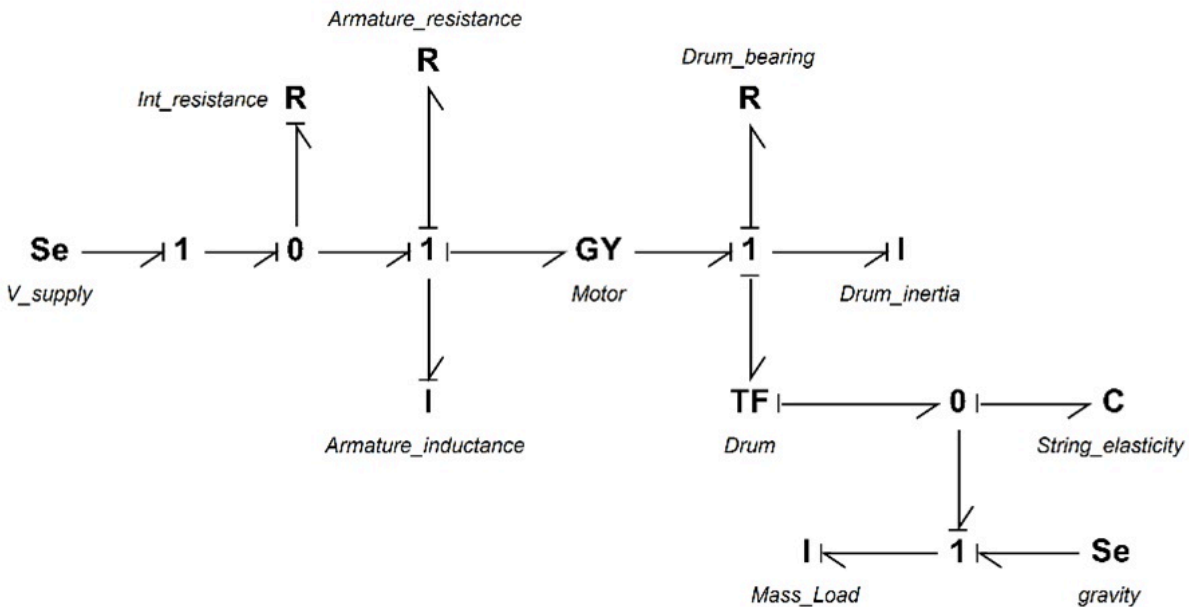 Armature_resistance
R
Drum_bearing
R
Int_resistance R
Se 1 0 1 GY 1 I
V_supply Motor Drum_inertia
I
Armature_inductance
TF 0 C
Drum String_elasticity
I 1 Se
Mass_Load gravity